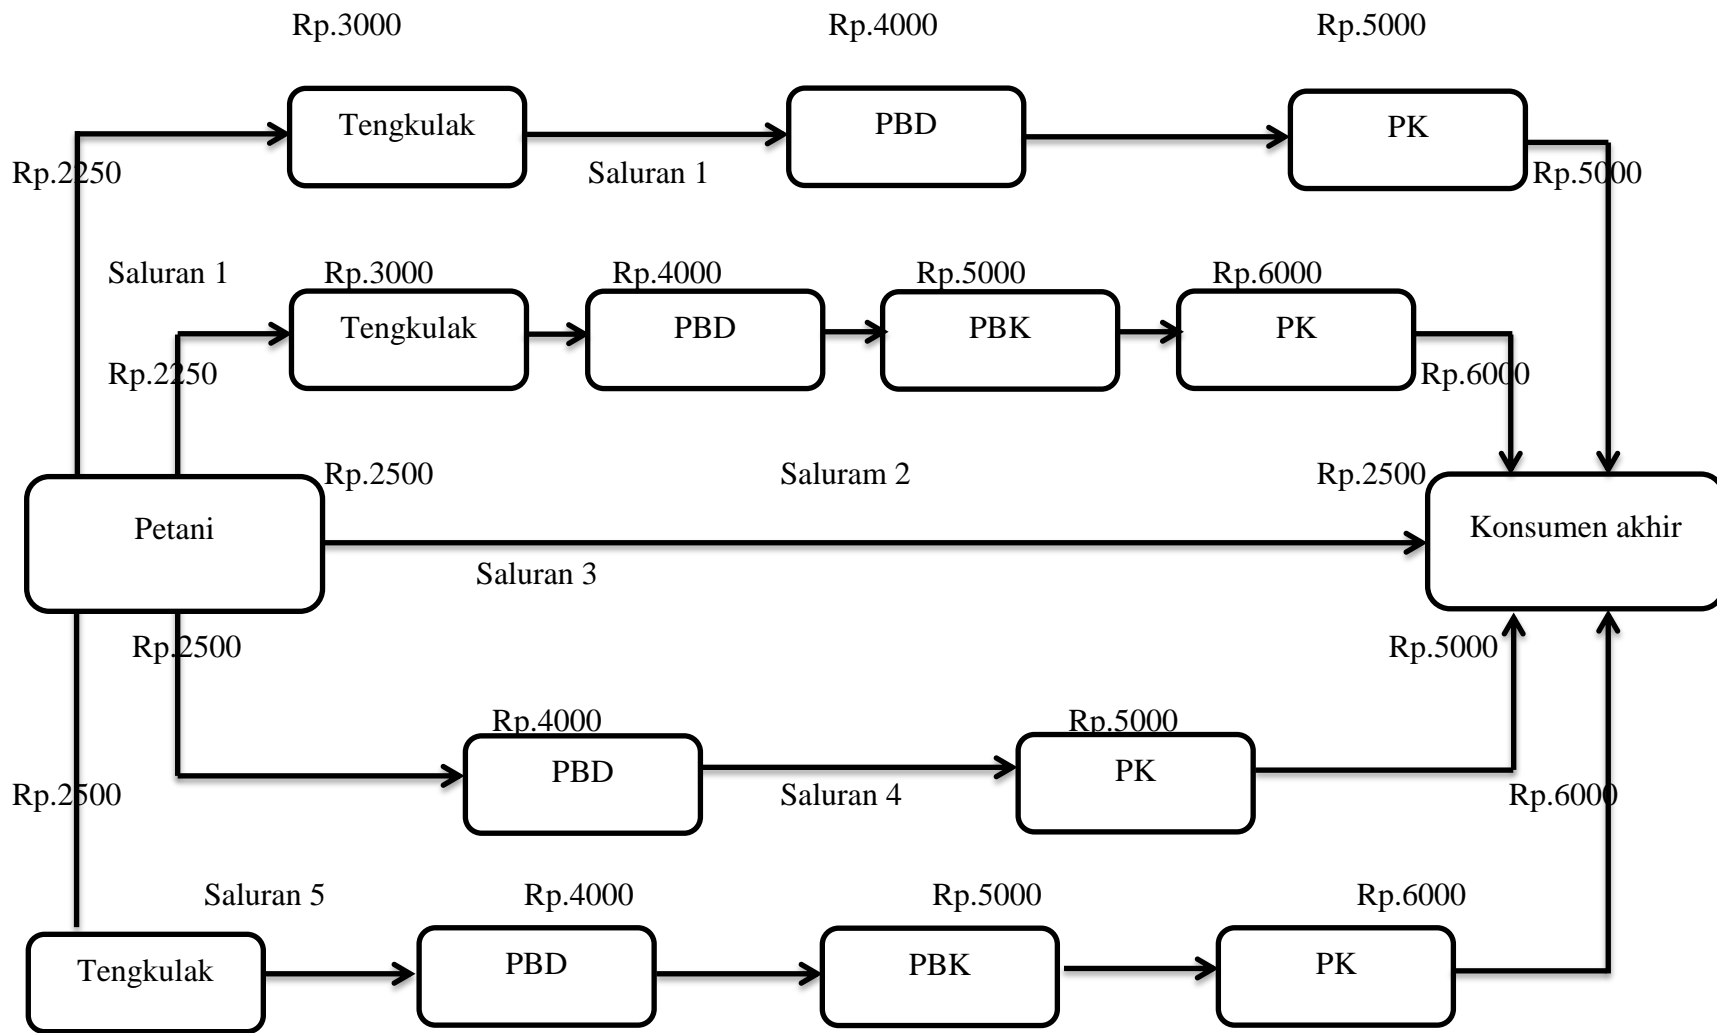 Rp.3000 Rp.4000 Rp.5000
Tengkulak PBD PK
Rp.2250 Saluran 1 Rp.5000
Saluran 1 Rp.3000 Rp.4000 Rp.5000 Rp.6000
Tengkulak PBD PBK PK
Rp.2250 Rp.6000
Rp.2500 Saluram 2 Rp.2500
Petani Konsumen akhir
Saluran 3
Rp.2500 Rp.5000
Rp.4000 Rp.5000
PBD PK
Rp.2500 Saluran 4 Rp.6000
Saluran 5 Rp.4000 Rp.5000 Rp.6000
Tengkulak PBD PBK PK